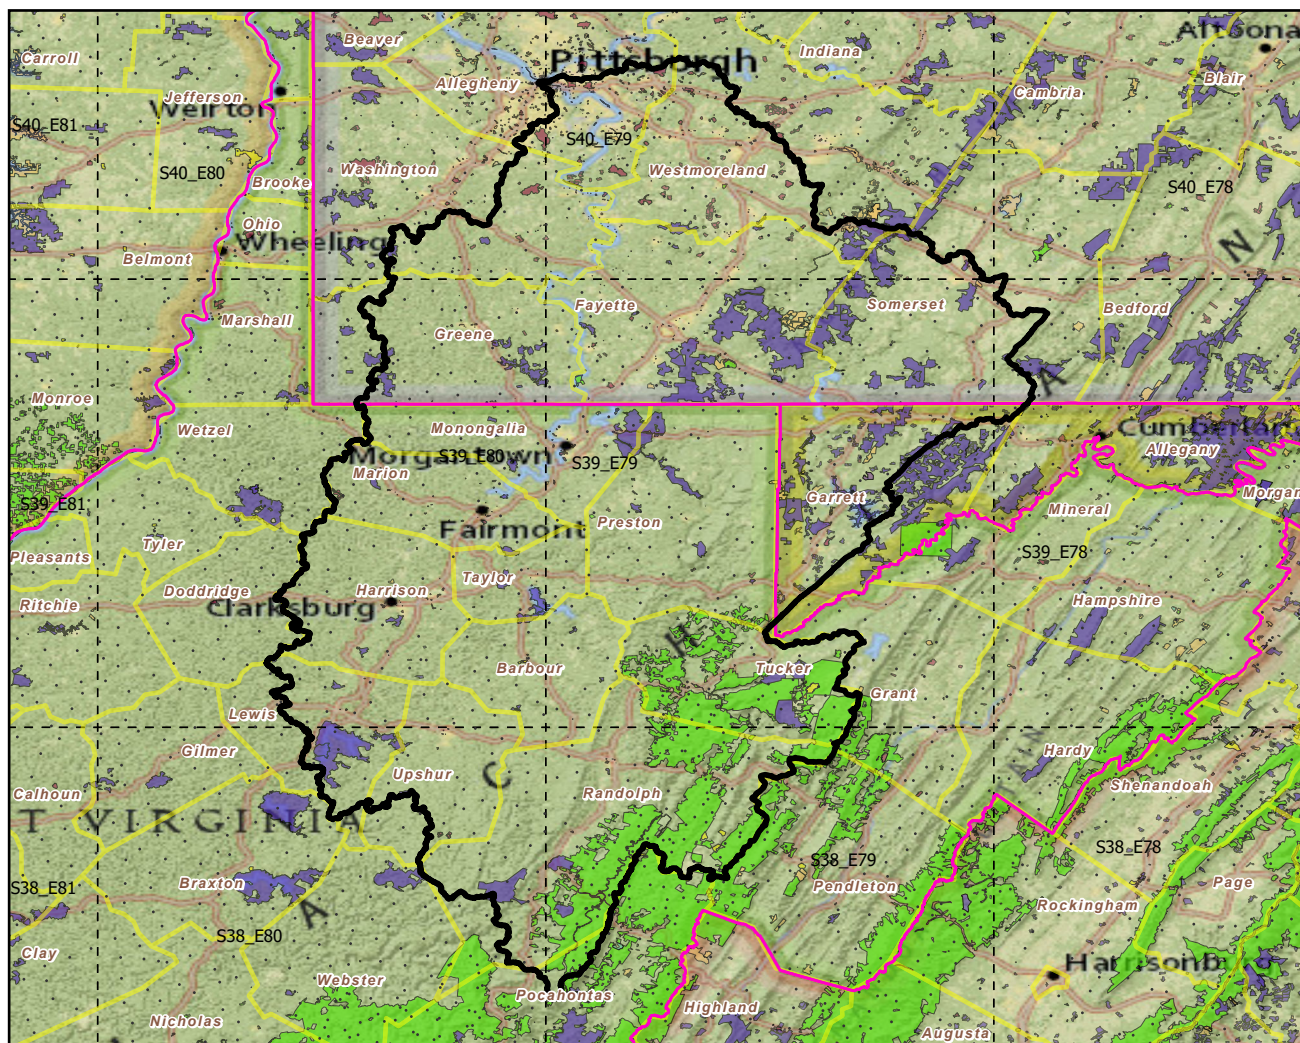 Beaver
Carroll
Indiana
Altoona
Pittsburgh
Blair
Allegheny
Cambria
Jefferson
Weirton
S40_E81
S40_E79
S40_E80
Washington
Westmoreland
S40_E78
Brooke
Ohio
Wheeling
N
Belmont
Somerset
Fayette
Bedford
Marshall
Greene
A
Monroe
Wetzel
Monongalia
Cumberland
Allegany
Morgantown
S39_E80
S39_E79
Marion
Morgan
Garrett
S39_E81
Mineral
Fairmont
Preston
Tyler
Pleasants
S39_E78
Taylor
Doddridge
Harrison
Ritchie
Clarksburg
Hampshire
H
Barbour
Tucker
Grant
Lewis
Gilmer
Hardy
Upshur
C
Calhoun
Randolph
Shenandoah
T VIRGINIA
S38_E79
S38_E78
Braxton
S38_E81
Pendleton
Page
A
Rockingham
S38_E80
Clay
Harrisonburg
Webster
Pocahontas
Highland
Nicholas
Augusta